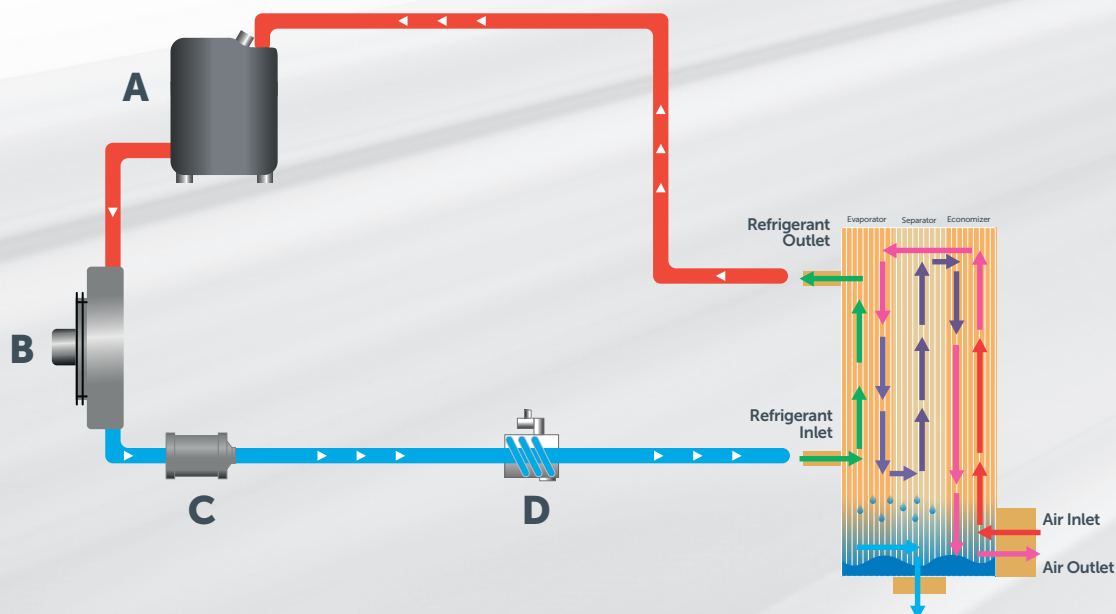 A
B
C
D
Refrigerant
Outlet
Evaporator
Separator
Economizer
Refrigerant
Inlet
Air Inlet
Air Outlet